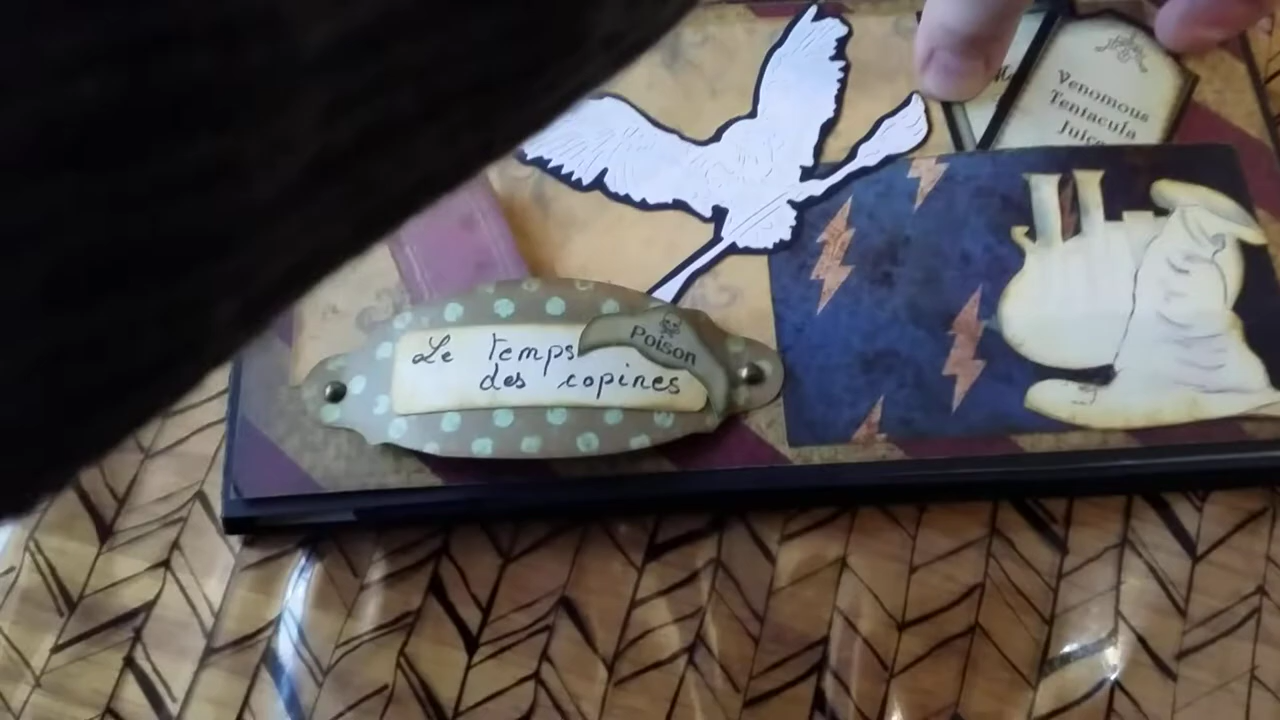 Venomous
Tentacula
Juice
Le temps
des copines
Poison